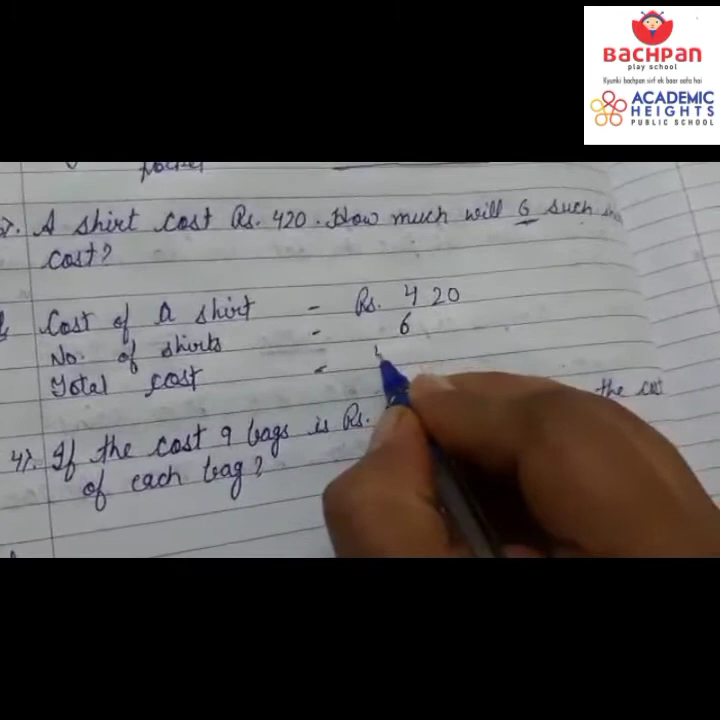 BACHPAN
play school
Kyunki bachpan sirf ek baar aata hai
ACADEMIC
HEIGHTS
PUBLIC SCHOOL
pocket
A shirt cost Rs. 420. How much will 6 such
cost?
Cost of a shirt - Rs. 420
No. of shirts - 6
Total cost -
4). If the cost 9 bags is Rs. the cost
of each bag?